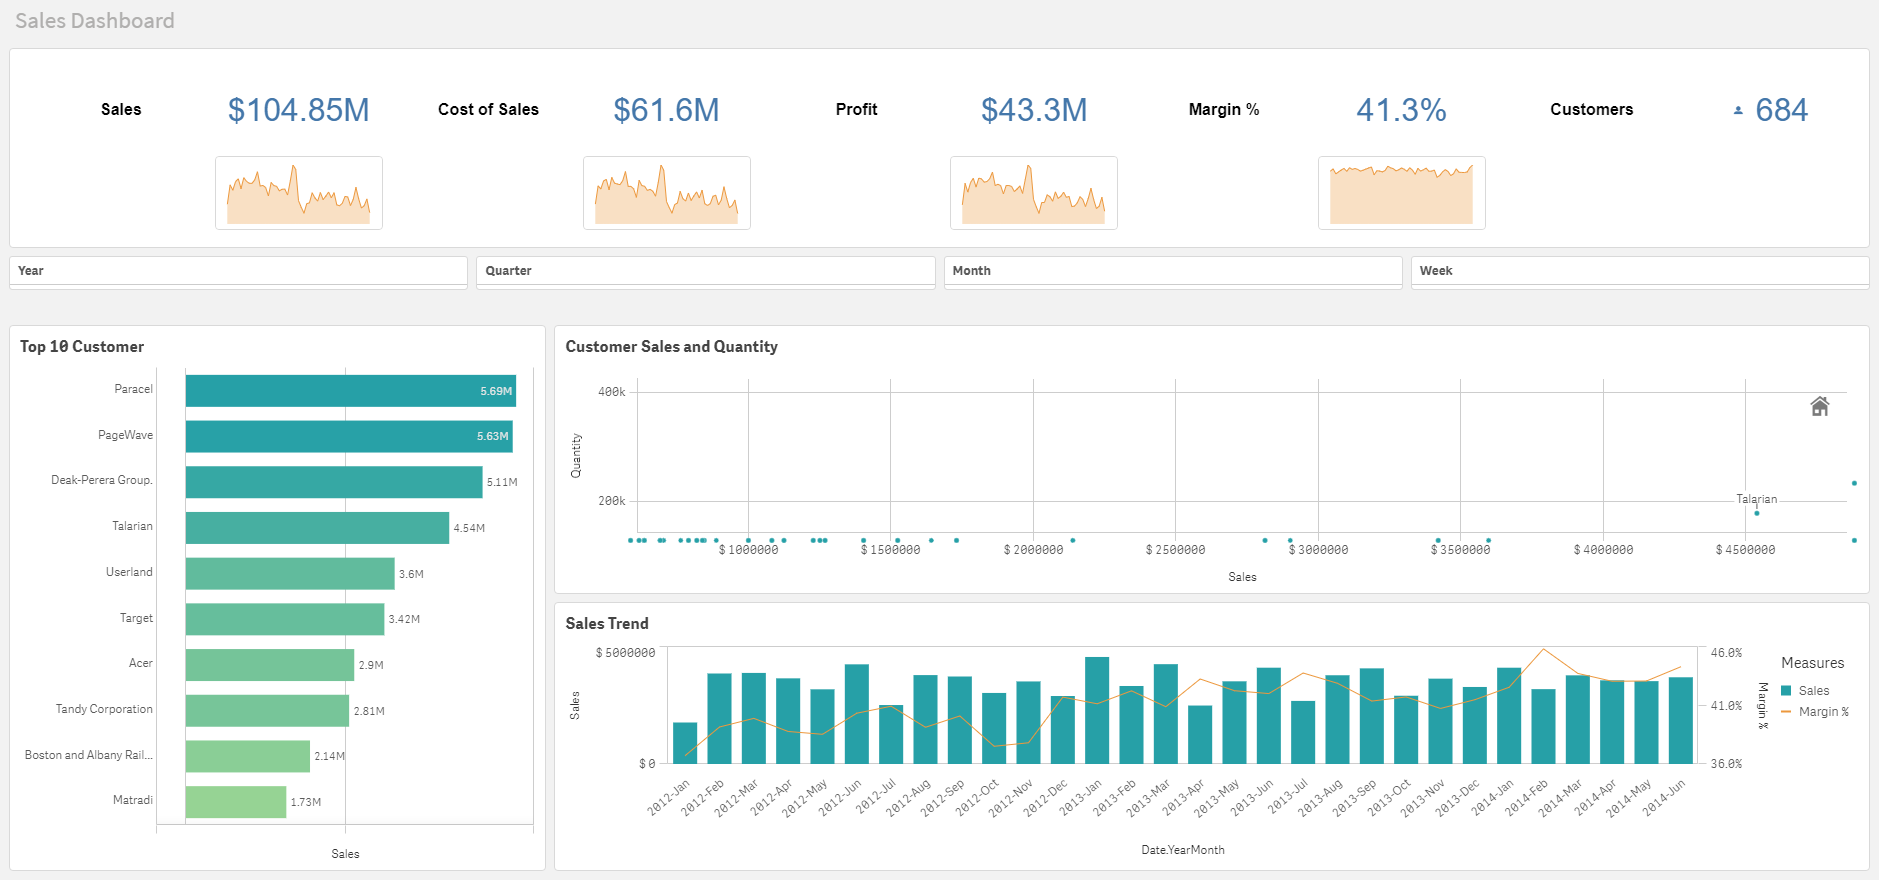 Sales Dashboard
Sales $104.85M Cost of Sales $61.6M Profit $43.3M Margin % 41.3% Customers 684
Year Quarter Month Week
Top 10 Customer
Paracel 5.69M
PageWave 5.63M
Deak-Perera Group. 5.11M
Talarian 4.54M
Userland 3.6M
Target 3.42M
Acer 2.9M
Tandy Corporation 2.81M
Boston and Albany Rail... 2.14M
Matradi 1.73M
Sales
Customer Sales and Quantity
Quantity
400k
200k
Talarian
$1000000 $1500000 $2000000 $2500000 $3000000 $3500000 $4000000 $4500000
Sales
Sales Trend
Sales
$5000000
$0
46.0%
41.0%
36.0%
Margin %
Measures
Sales
Margin %
2012-Jan 2012-Feb 2012-Mar 2012-Apr 2012-May 2012-Jun 2012-Jul 2012-Aug 2012-Sep 2012-Oct 2012-Nov 2012-Dec 2013-Jan 2013-Feb 2013-Mar 2013-Apr 2013-May 2013-Jun 2013-Jul 2013-Aug 2013-Sep 2013-Oct 2013-Nov 2013-Dec 2014-Jan 2014-Feb 2014-Mar 2014-Apr 2014-May 2014-Jun
Date.YearMonth